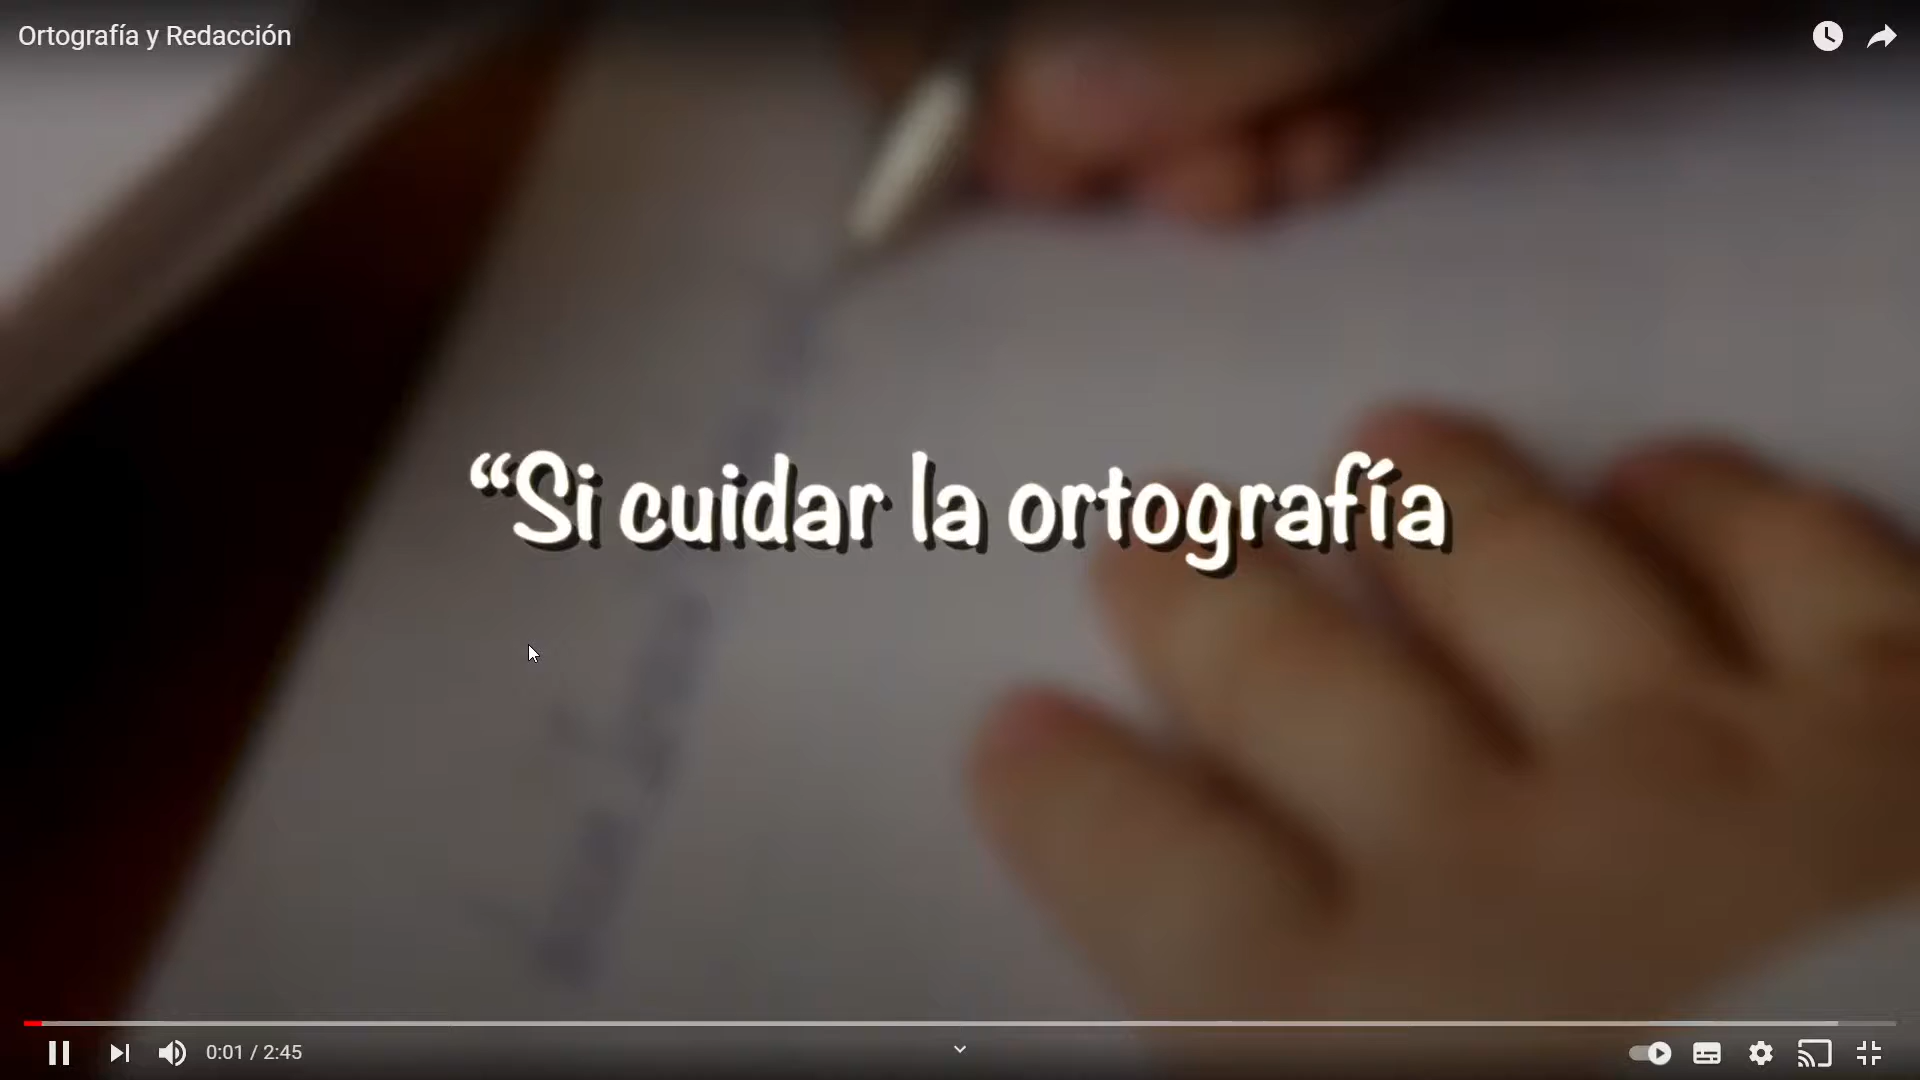 Ortografía y Redacción
“Si cuidar la ortografía
0:01 / 2:45